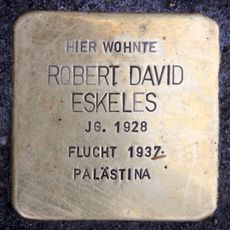 HIER WOHNTE
ROBERT DAVID
ESKELES
JG. 1928
FLUCHT 1937
PALÄSTINA